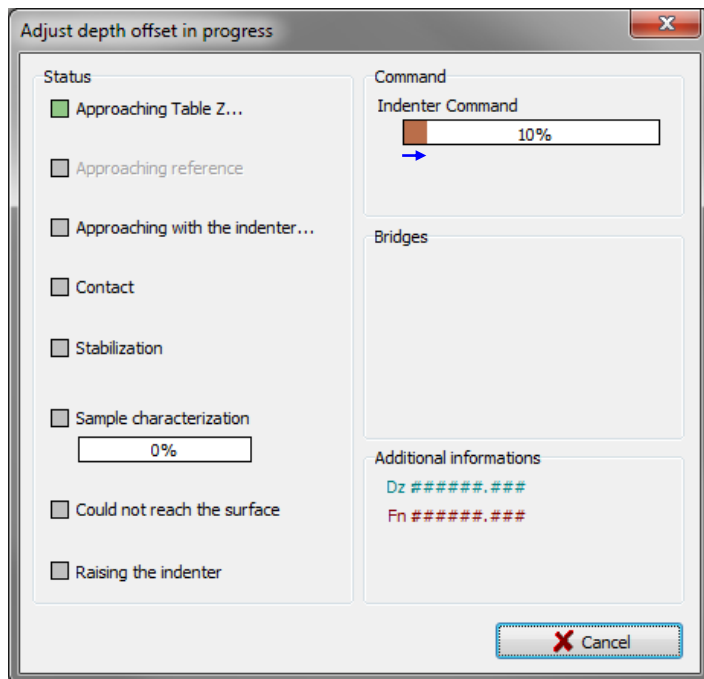 Adjust depth offset in progress
Status
Approaching Table Z...
Approaching reference
Approaching with the indenter...
Contact
Stabilization
Sample characterization
0%
Could not reach the surface
Raising the indenter
Command
Indenter Command
10%
Bridges
Additional informations
Dz ######.###
Fn ######.###
Cancel